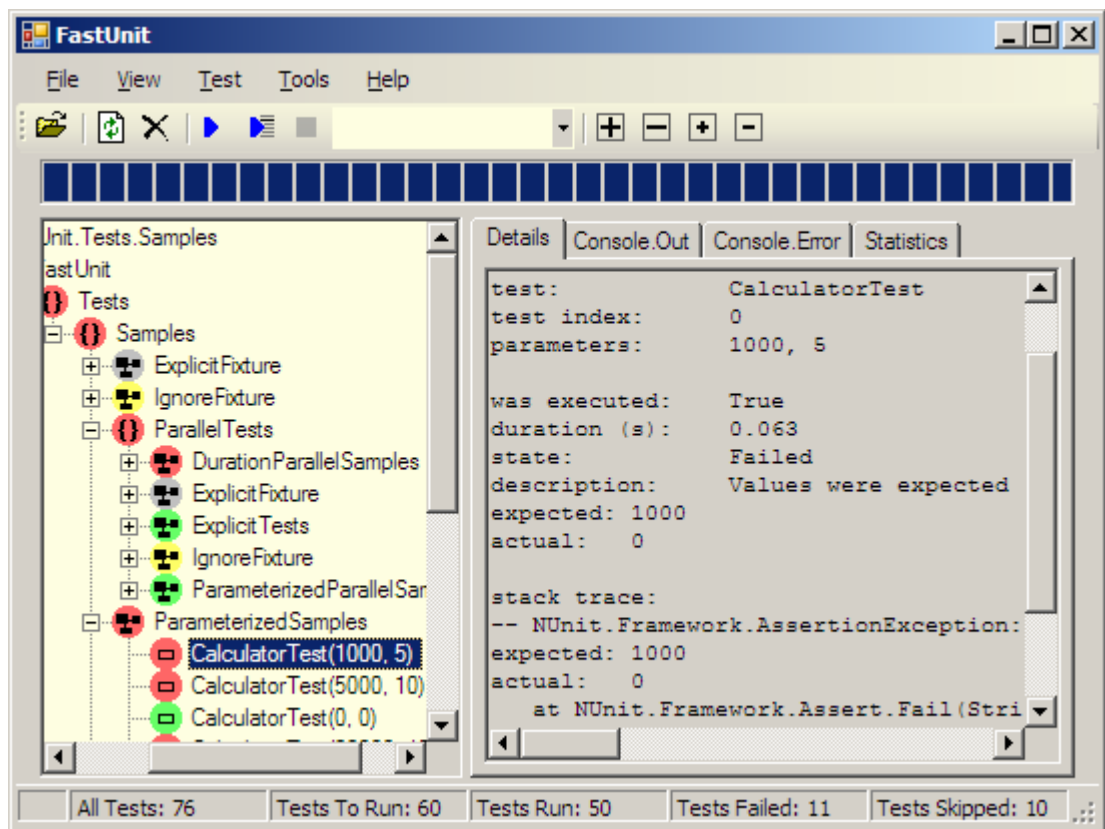 FastUnit
File View Test Tools Help
Unit.Tests.Samples
FastUnit
Tests
Samples
ExplicitFixture
IgnoreFixture
ParallelTests
DurationParallelSamples
ExplicitFixture
ExplicitTests
IgnoreFixture
ParameterizedParallelSar
ParameterizedSamples
CalculatorTest(1000, 5)
CalculatorTest(5000, 10)
CalculatorTest(0, 0)
Details Console.Out Console.Error Statistics
test: CalculatorTest
test index: 0
parameters: 1000, 5
was executed: True
duration (s): 0.063
state: Failed
description: Values were expected
expected: 1000
actual: 0
stack trace:
-- NUnit.Framework.AssertionException:
expected: 1000
actual: 0
at NUnit.Framework.Assert.Fail(Stri
All Tests: 76 Tests To Run: 60 Tests Run: 50 Tests Failed: 11 Tests Skipped: 10